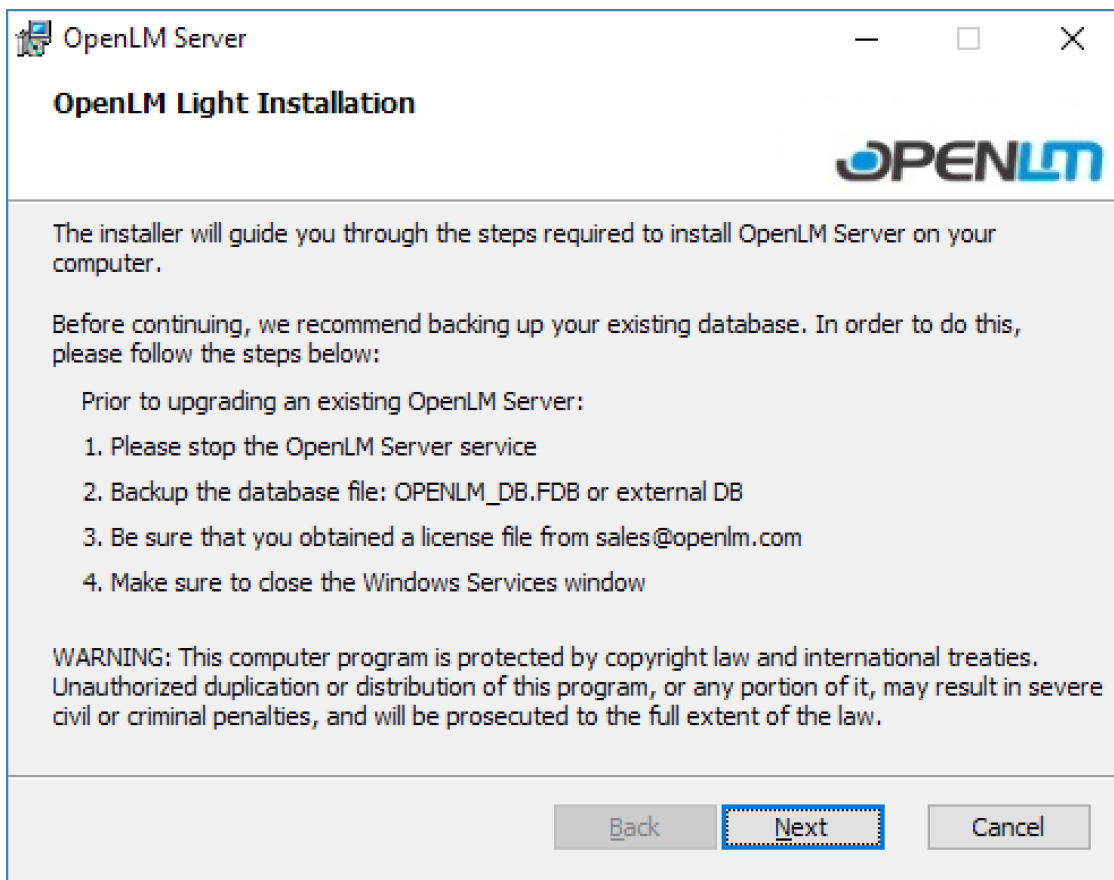 OpenLM Server
OpenLM Light Installation
OPENLM
The installer will guide you through the steps required to install OpenLM Server on your
computer.
Before continuing, we recommend backing up your existing database. In order to do this,
please follow the steps below:
Prior to upgrading an existing OpenLM Server:
1. Please stop the OpenLM Server service
2. Backup the database file: OPENLM_DB.FDB or external DB
3. Be sure that you obtained a license file from sales@openlm.com
4. Make sure to close the Windows Services window
WARNING: This computer program is protected by copyright law and international treaties.
Unauthorized duplication or distribution of this program, or any portion of it, may result in severe
civil or criminal penalties, and will be prosecuted to the full extent of the law.
Back Next Cancel